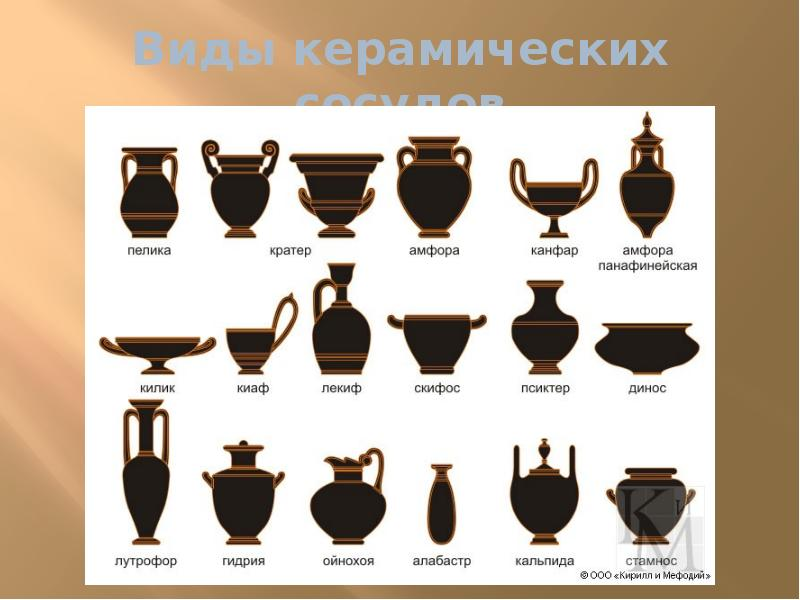 Виды керамических
сосудов
пелика
кратер
амфора
канфар
амфора
панафинейская
килик
киаф
лекиф
скифос
псиктер
динос
лутрофор
гидрия
ойнохоя
алабастр
кальпида
стамнос
КиМ
© ООО «Кирилл и Мефодий»